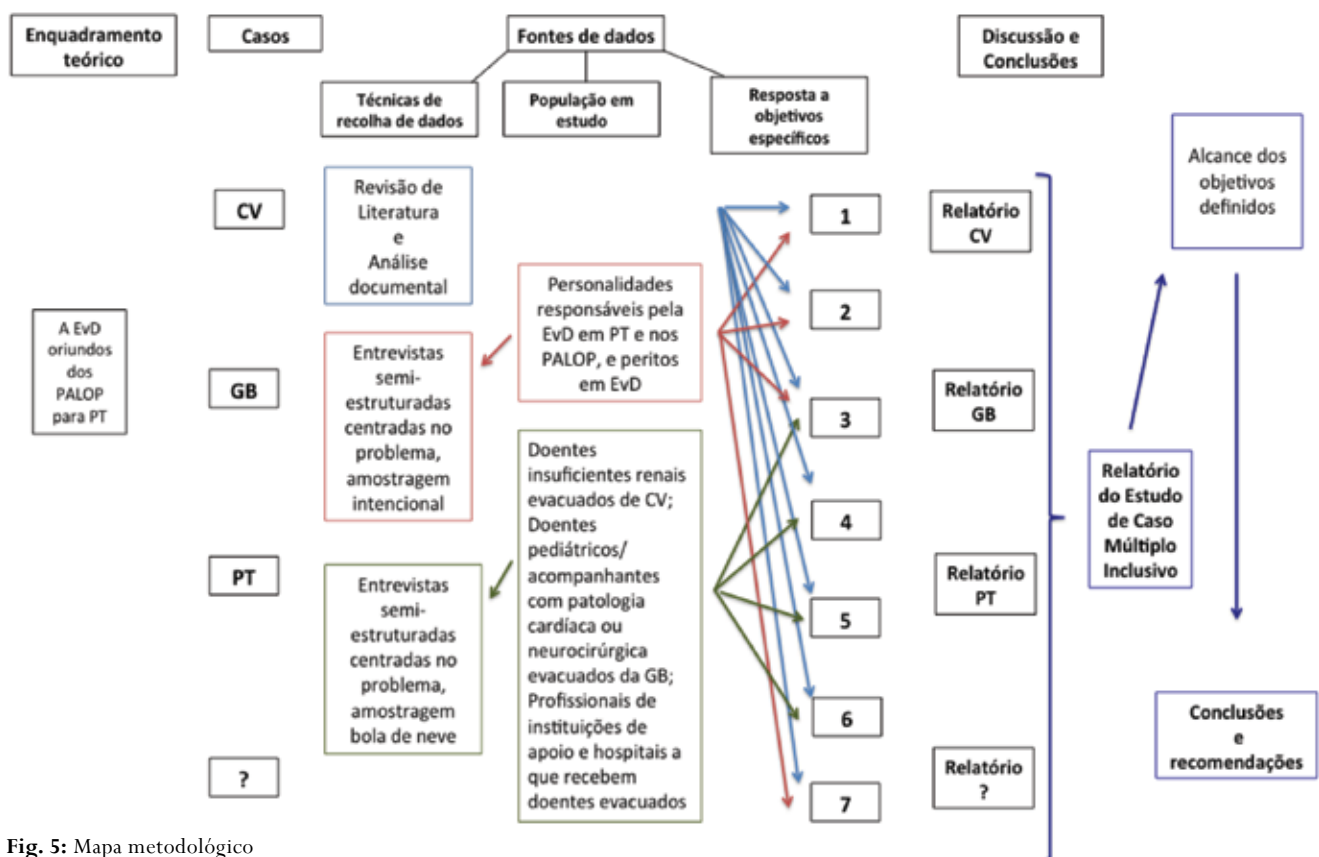 Enquadramento
teórico
Casos
Fontes de dados
Discussão e
Conclusões
Técnicas de
recolha de dados
População em
estudo
Resposta a
objetivos
específicos
A EvD
oriundos
dos
PALOP
para PT
CV
GB
PT
?
Revisão de
Literatura
e
Análise
documental
Entrevistas
semi-
estruturadas
centradas no
problema,
amostragem
intencional
Entrevistas
semi-
estruturadas
centradas no
problema,
amostragem
bola de neve
Personalidades
responsáveis pela
EvD em PT e nos
PALOP, e peritos
em EvD
Doentes
insuficientes renais
evacuados de CV;
Doentes
pediátricos/
acompanhantes
com patologia
cardíaca ou
neurocirúrgica
evacuados da GB;
Profissionais de
instituições de
apoio e hospitais a
que recebem
doentes evacuados
1
2
3
4
5
6
7
Relatório
CV
Relatório
GB
Relatório
PT
Relatório
?
Relatório
do Estudo
de Caso
Múltiplo
Inclusivo
Alcance dos
objetivos
definidos
Conclusões
e
recomendações
Fig. 5: Mapa metodológico